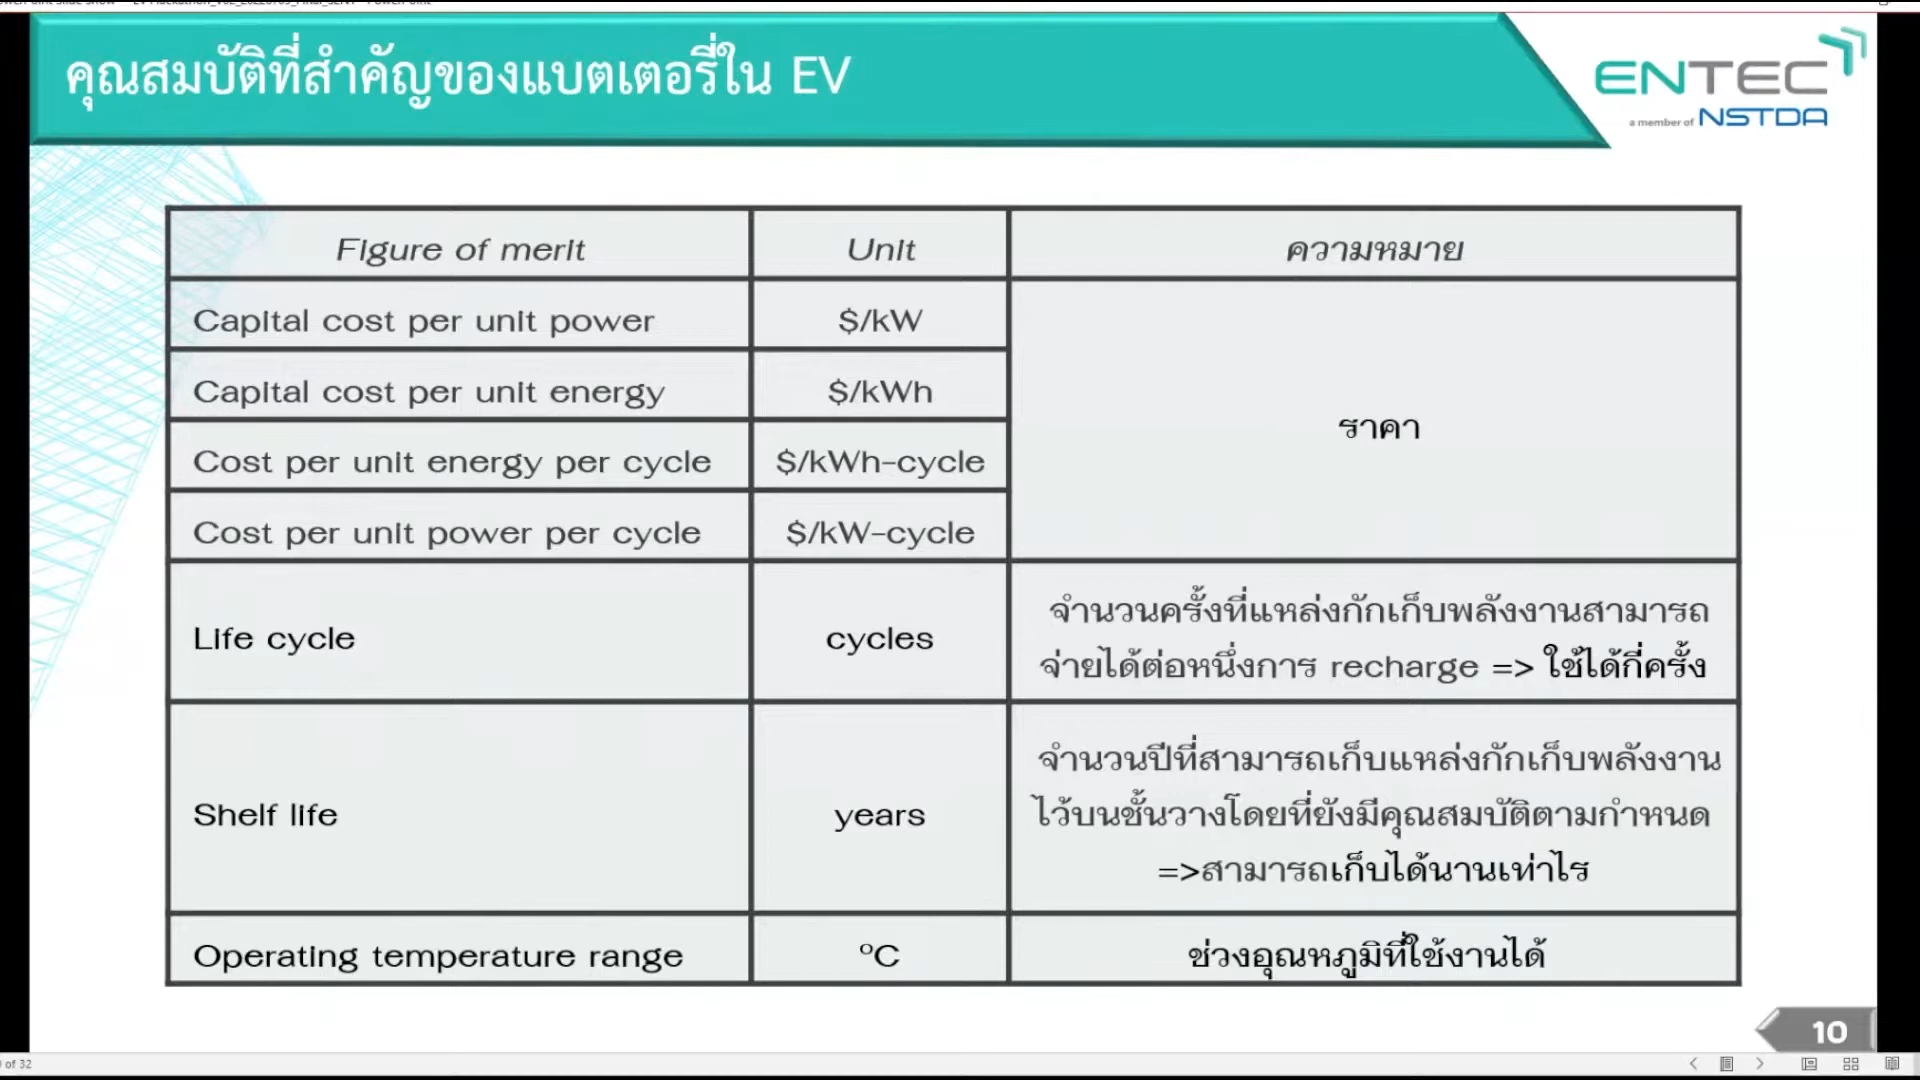 คุณสมบัติที่สำคัญของแบตเตอรี่ใน EV
ENTEC
a member of NSTDA
Figure of merit
Unit
ความหมาย
Capital cost per unit power
$/kW
Capital cost per unit energy
$/kWh
Cost per unit energy per cycle
$/kWh-cycle
Cost per unit power per cycle
$/kW-cycle
ราคา
Life cycle
cycles
จำนวนครั้งที่แหล่งกักเก็บพลังงานสามารถ
จ่ายได้ต่อหนึ่งการ recharge => ใช้ได้กี่ครั้ง
Shelf life
years
จำนวนปีที่สามารถเก็บแหล่งกักเก็บพลังงาน
ไว้บนชั้นวางโดยที่ยังมีคุณสมบัติตามกำหนด
=>สามารถเก็บได้นานเท่าไร
Operating temperature range
°C
ช่วงอุณหภูมิที่ใช้งานได้
10
of 32